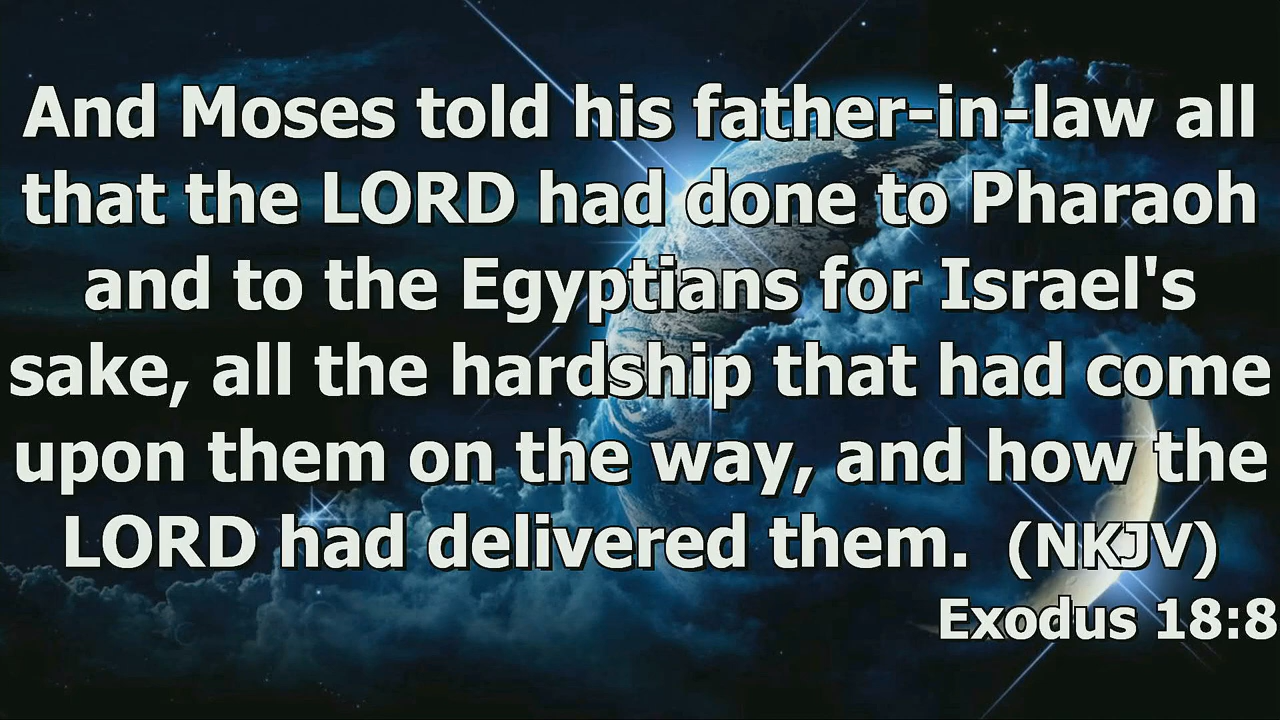 And Moses told his father-in-law all
that the LORD had done to Pharaoh
and to the Egyptians for Israel's
sake, all the hardship that had come
upon them on the way, and how the
LORD had delivered them. (NKJV)
Exodus 18:8